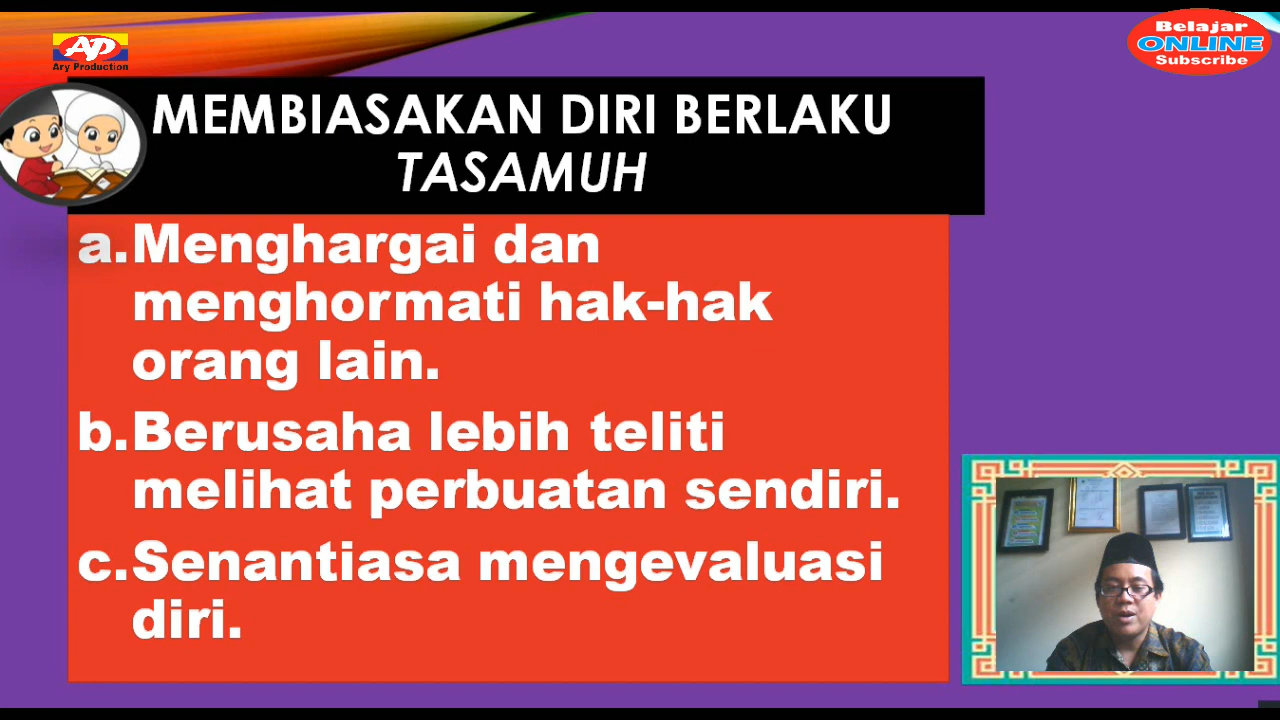 AP
Ary Production
Belajar
ONLINE
Subscribe
MEMBIASAKAN DIRI BERLAKU
TASAMUH
a.Menghargai dan
menghormati hak-hak
orang lain.
b.Berusaha lebih teliti
melihat perbuatan sendiri.
c.Senantiasa mengevaluasi
diri.